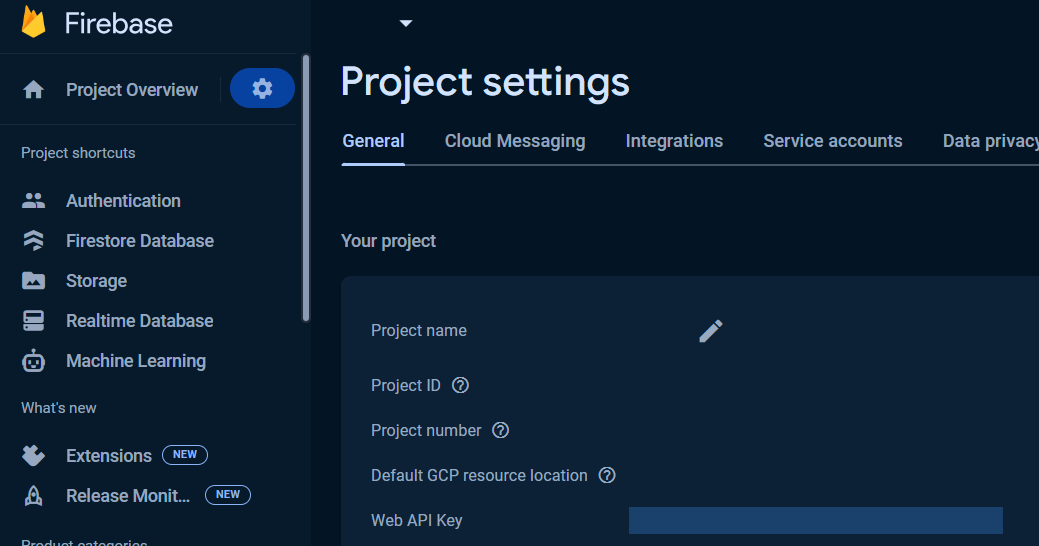 Firebase
Project Overview
Project shortcuts
Authentication
Firestore Database
Storage
Realtime Database
Machine Learning
What's new
Extensions NEW
Release Monit... NEW
Product categories
Project settings
General Cloud Messaging Integrations Service accounts Data privacy
Your project
Project name
Project ID
Project number
Default GCP resource location
Web API Key